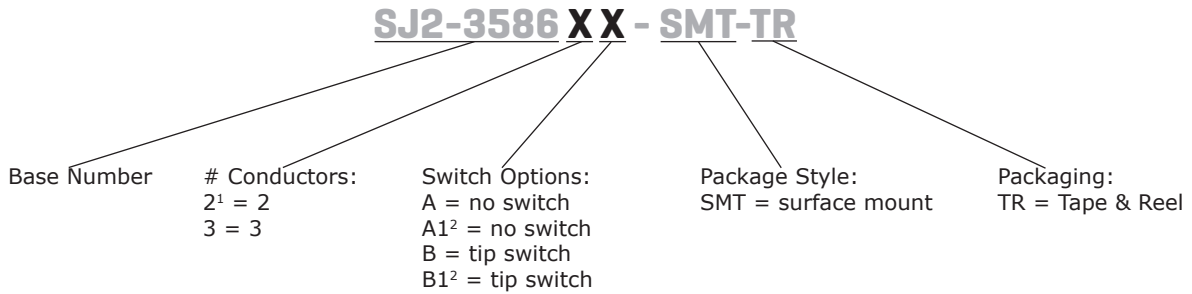 SJ2-3586 X X - SMT-TR
Base Number
# Conductors:
2¹ = 2
3 = 3
Switch Options:
A = no switch
A1² = no switch
B = tip switch
B1² = tip switch
Package Style:
SMT = surface mount
Packaging:
TR = Tape & Reel